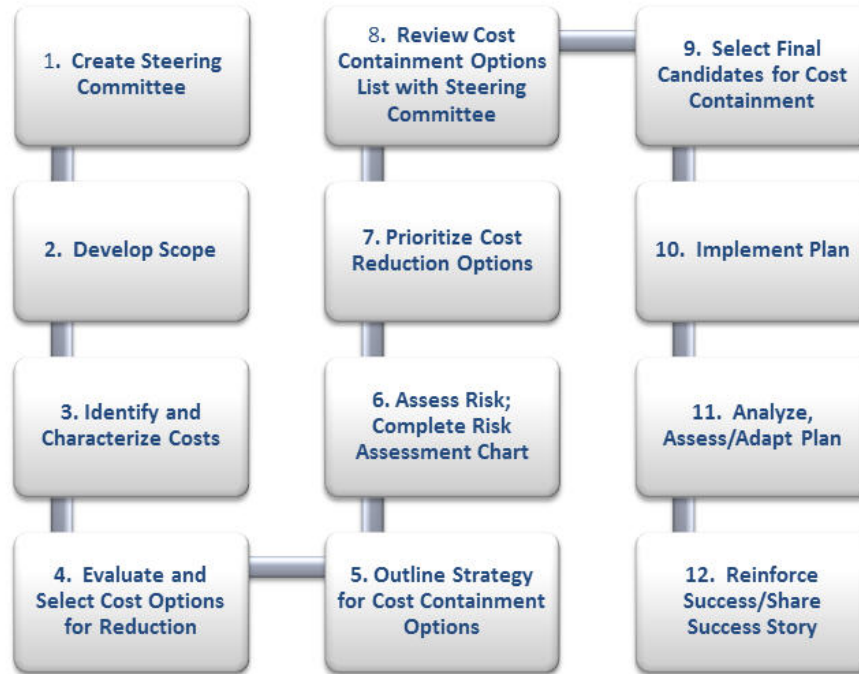 1. Create Steering
Committee
2. Develop Scope
3. Identify and
Characterize Costs
4. Evaluate and
Select Cost Options
for Reduction
5. Outline Strategy
for Cost Containment
Options
6. Assess Risk;
Complete Risk
Assessment Chart
7. Prioritize Cost
Reduction Options
8. Review Cost
Containment Options
List with Steering
Committee
9. Select Final
Candidates for Cost
Containment
10. Implement Plan
11. Analyze,
Assess/Adapt Plan
12. Reinforce
Success/Share
Success Story